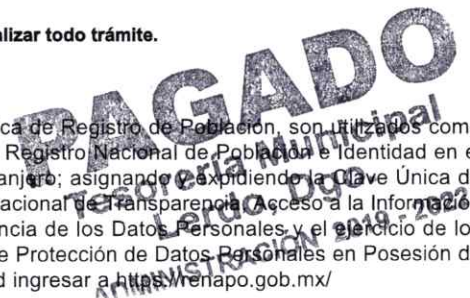 alizar todo trámite.
PAGADO
Tesorería Municipal
Lerdo, Dgo.
ADMINISTRACIÓN 2019 - 2022
ca de Registro de Población, son utilizados com
Registro Nacional de Población e Identidad en e
anjero; asignando y expidiendo la Clave Única d
acional de Transparencia, Acceso a la Informació
ncia de los Datos Personales y el ejercicio de lo
e Protección de Datos Personales en Posesión d
d ingresar a https://renapo.gob.mx/